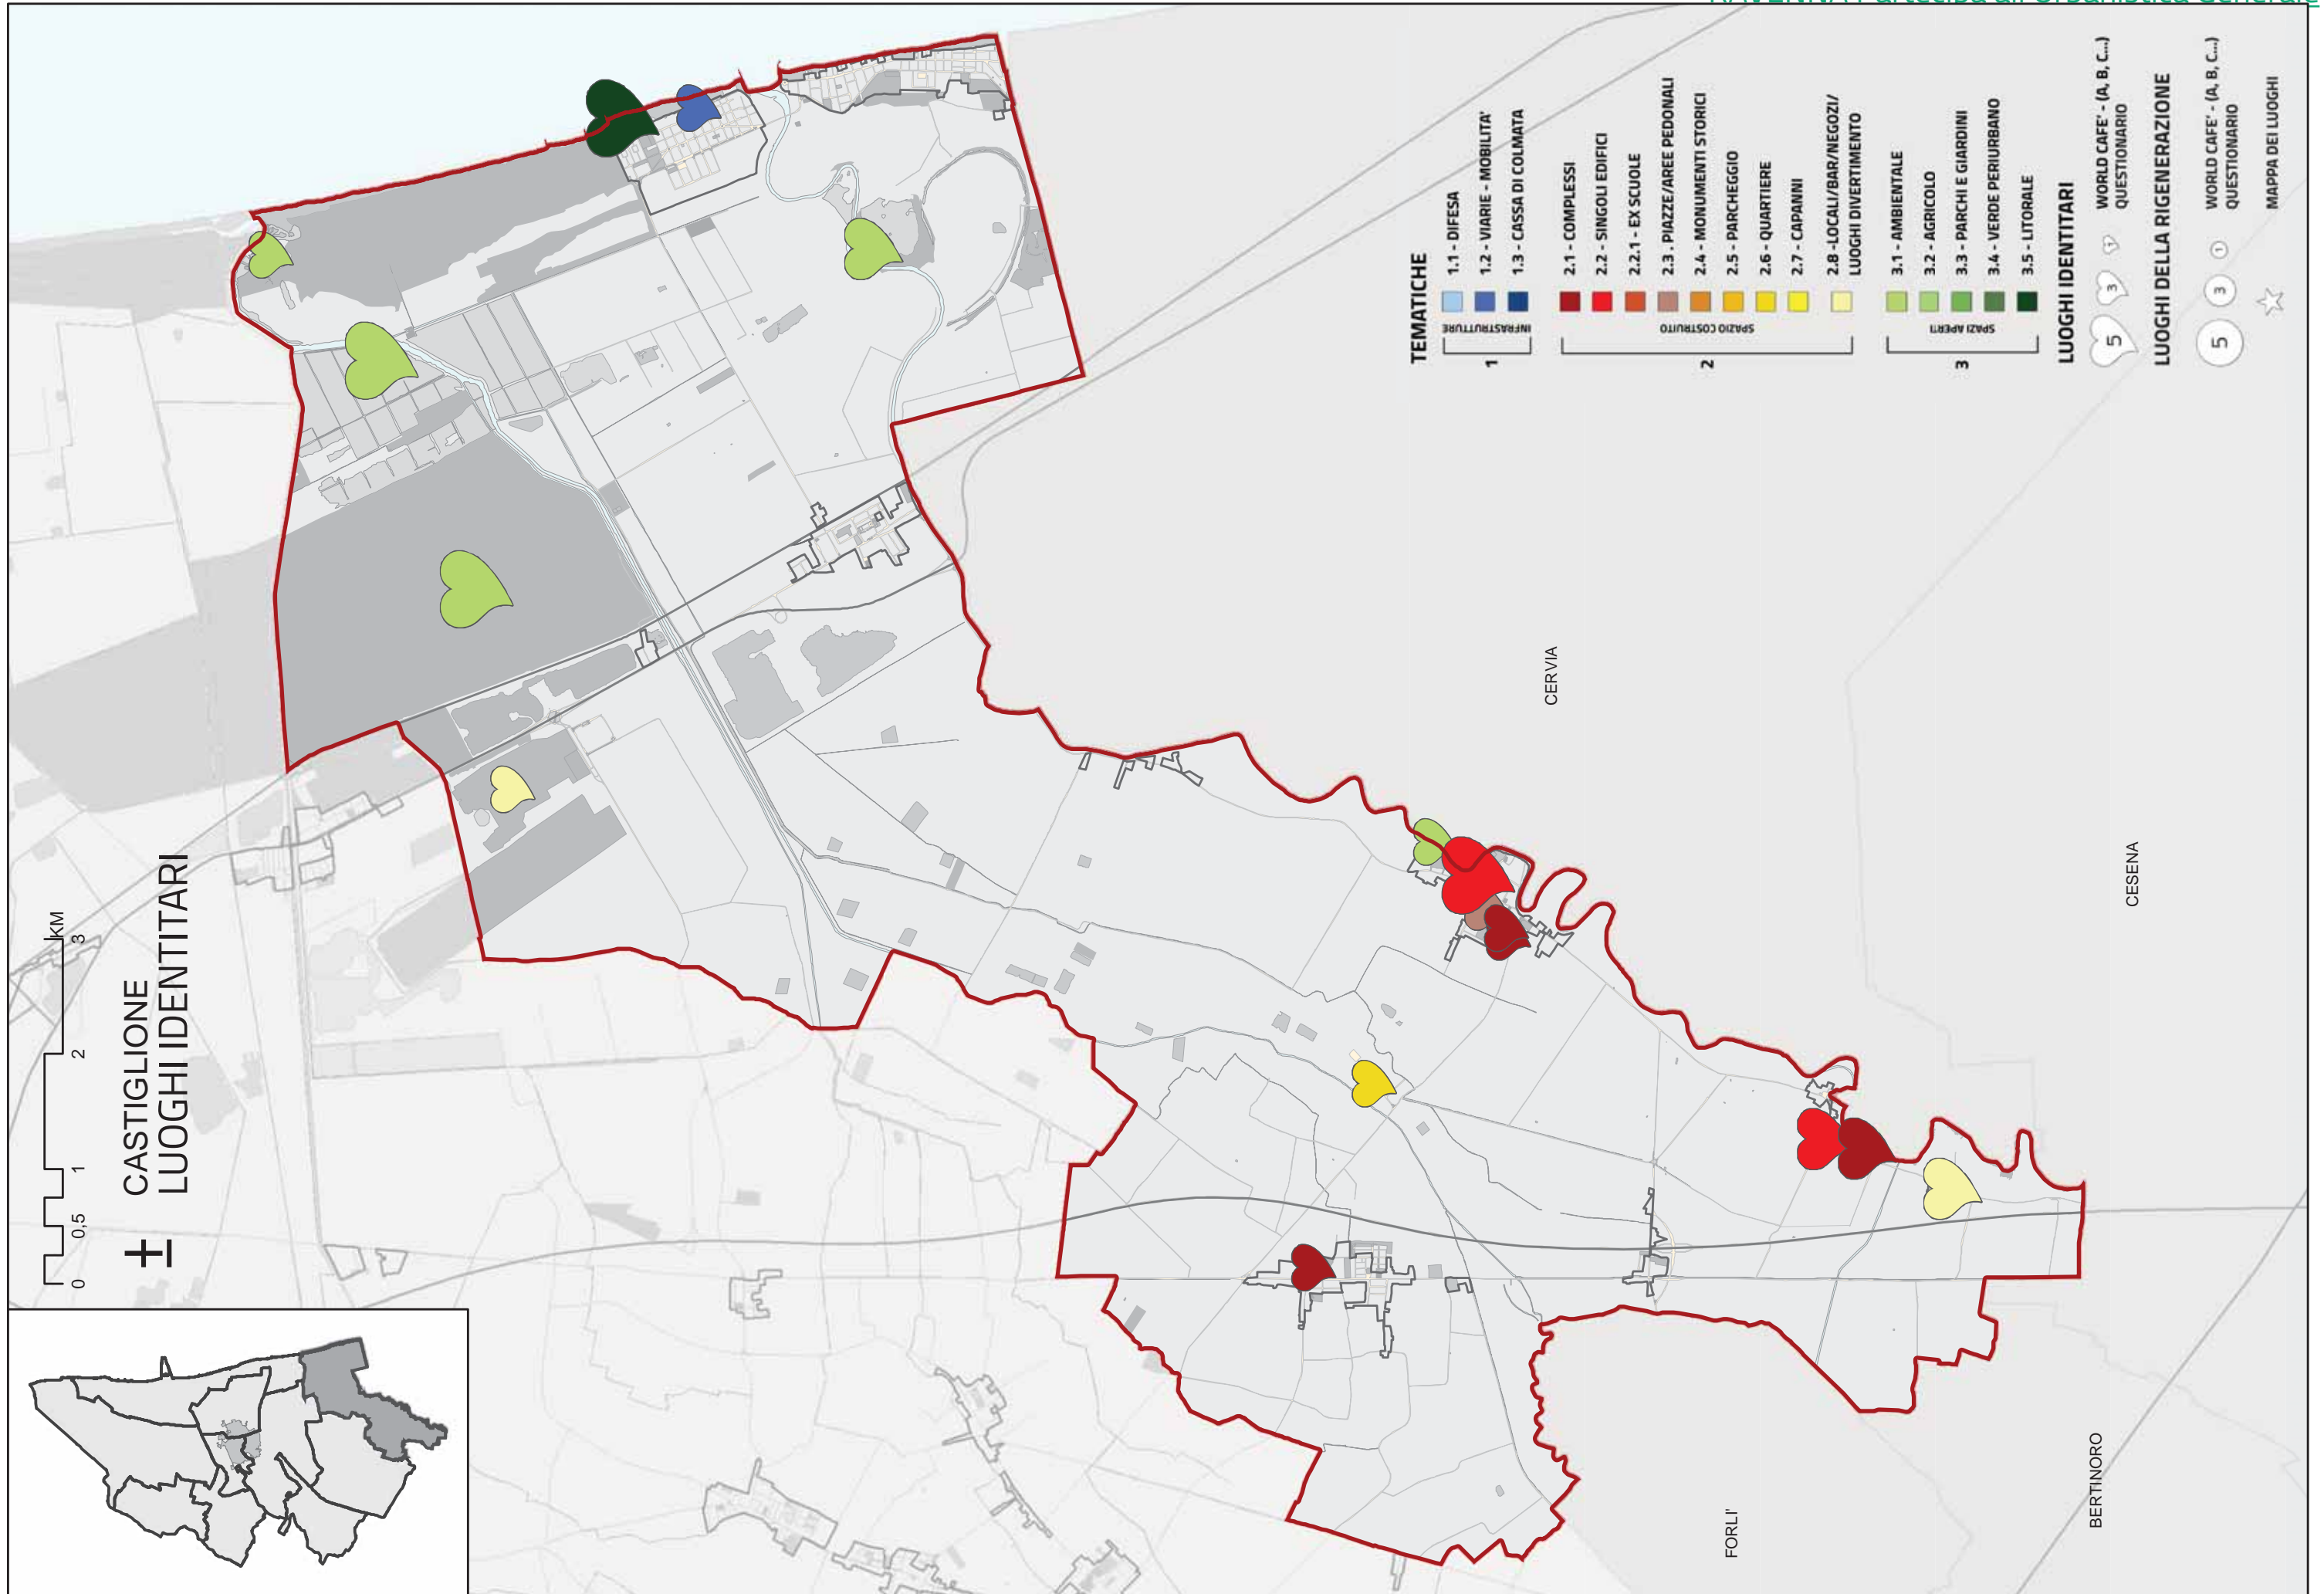 CASTIGLIONE
LUOGHI IDENTITARI
0 0,5 1 2 3
KM
CERVIA
CESENA
FORLI'
BERTINORO
TEMATICHE
1
INFRASTRUTTURE
1.1 - DIFESA
1.2 - VIARIE - MOBILITA'
1.3 - CASSA DI COLMATA
2
SPAZIO COSTRUITO
2.1 - COMPLESSI
2.2 - SINGOLI EDIFICI
2.2.1 - EX SCUOLE
2.3 . PIAZZE/AREE PEDONALI
2.4 - MONUMENTI STORICI
2.5 - PARCHEGGIO
2.6 - QUARTIERE
2.7 - CAPANNI
2.8 -LOCALI/BAR/NEGOZI/
LUOGHI DIVERTIMENTO
3
SPAZI APERTI
3.1 - AMBIENTALE
3.2 - AGRICOLO
3.3 - PARCHI E GIARDINI
3.4 - VERDE PERIURBANO
3.5 - LITORALE
LUOGHI IDENTITARI
5 3 1 WORLD CAFE' - (A, B, C...)
QUESTIONARIO
LUOGHI DELLA RIGENERAZIONE
5 3 1 WORLD CAFE' - (A, B, C...)
QUESTIONARIO
MAPPA DEI LUOGHI